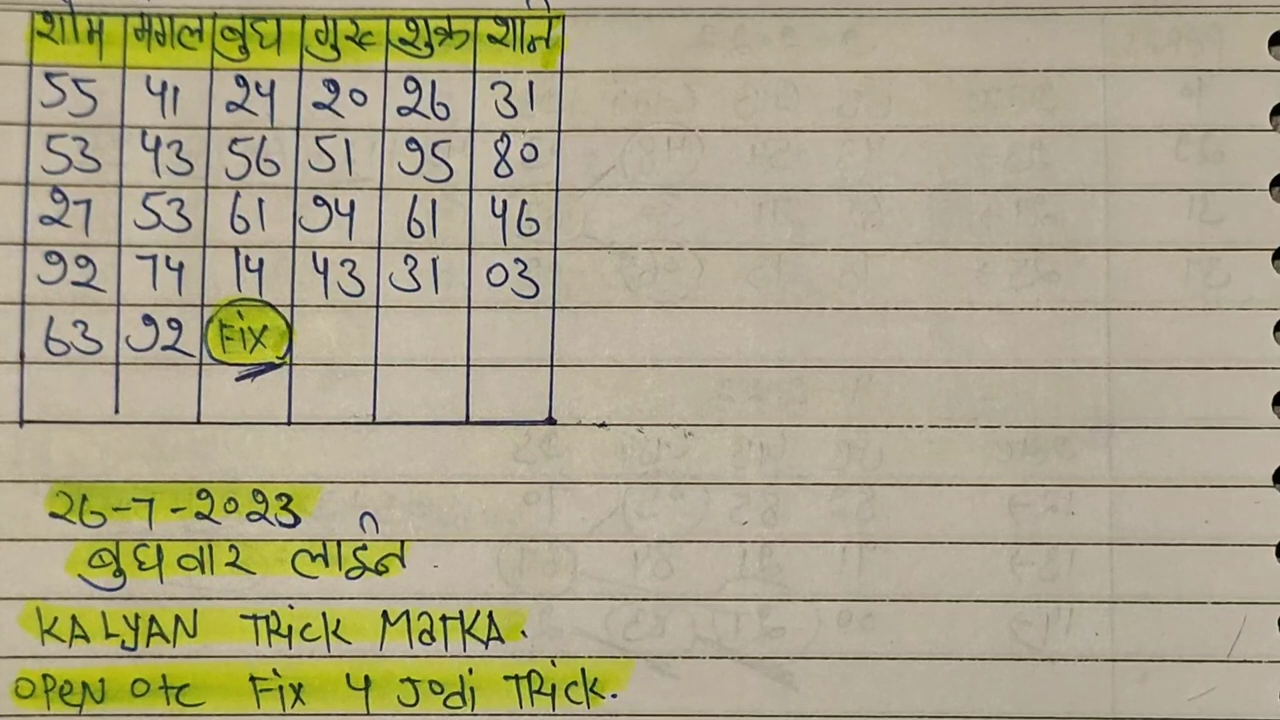 शोम मंगल बुध गुरू शुक्र शनि
55 41 24 20 26 31
53 43 56 51 95 80
27 53 61 94 61 46
92 74 14 43 31 03
63 92 Fix
26-7-2023
बुधवार लाईन
KALYAN TRick MaTKA.
OPen Otc Fix 4 Jodi TRick.